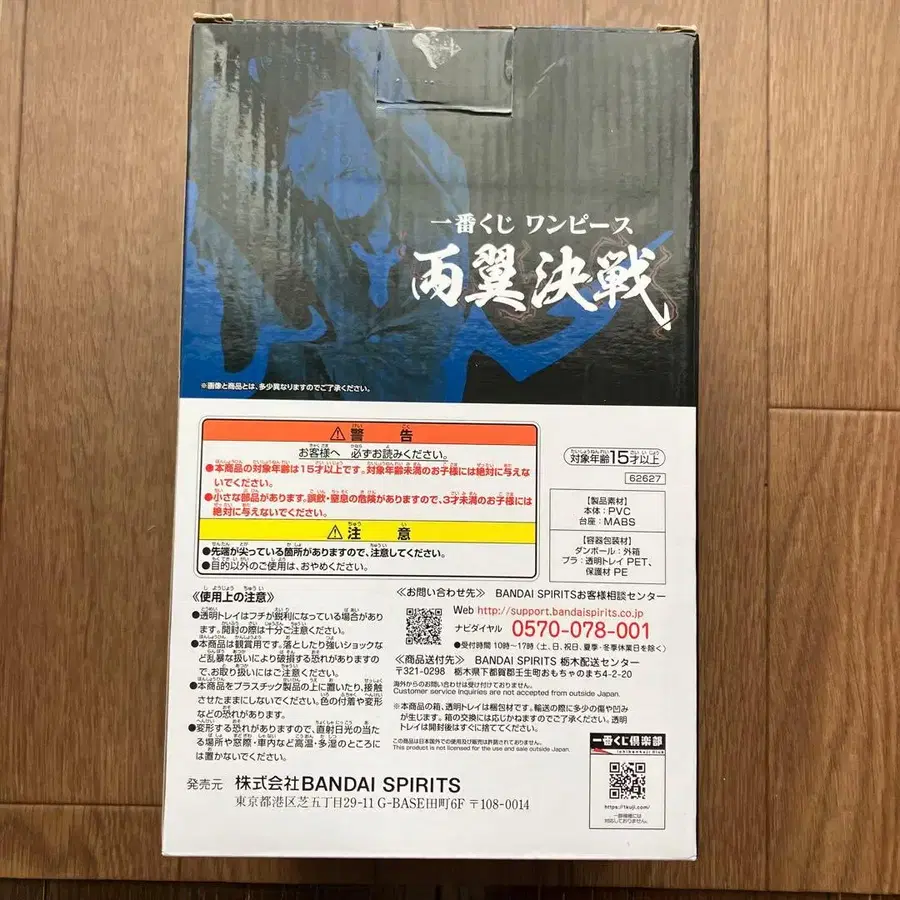 一番くじ ワンピース
両翼決戦
※画像と商品とは、多少異なりますのでご了承ください。
⚠警告
お客様へ 必ずお読みください。
●本商品の対象年齢は15才以上です。対象年齢未満のお子様には絶対に与えな
いでください。
●小さな部品があります。誤飲・窒息の危険がありますので、3才未満のお子様には
絶対に与えないでください。
⚠注意
●先端が尖っている箇所がありますので、注意してください。
●目的以外のご使用は、おやめください。
対象年齢15才以上
62627
【製品素材】
本体：PVC
台座：MABS
【容器包装材】
ダンボール：外箱
プラ：透明トレイ PET、
保護材 PE
≪使用上の注意≫
●透明トレイはフチが鋭利になっている場合があり
ます。開封の際は十分ご注意ください。
●本商品は観賞用です。落としたり強いショックな
ど乱暴な扱いにより破損する恐れがありますの
で、お取り扱いにはご注意ください。
●本商品をプラスチック製品の上に置いたり、接触
させたままにしないでください。色の付着や変形
などの恐れがあります。
●変形する恐れがありますので、直射日光の当た
る場所や窓際・車内など高温・多湿のところに
は置かないでください。
≪お問い合わせ先≫ BANDAI SPIRITSお客様相談センター
Web http://support.bandaispirits.co.jp
ナビダイヤル 0570-078-001
●受付時間 10時～17時(土、日、祝日、夏季・冬季休業日を除く)
≪商品送付先≫ BANDAI SPIRITS 栃木配送センター
〒321-0298 栃木県下都賀郡壬生町おもちゃのまち4-2-20
海外からのお問い合わせは受け付けておりません。
Customer service inquiries are not accepted from outside Japan.
※本商品の箱、透明トレイは梱包材です。輸送の際に多少の傷や凹み
が生じます。箱の交換には応じかねますのでご了承ください。透明
トレイは開封後はすぐに捨ててください。
この商品は日本国外での使用及び販売は許諾されておりません。
This product is not licensed for the use and sale outside Japan.
一番くじ倶楽部
ichibankuji club
https://1kuji.com/
一部機種には
対応しておりません。
発売元 株式会社BANDAI SPIRITS
東京都港区芝五丁目29-11 G-BASE田町6F 〒108-0014